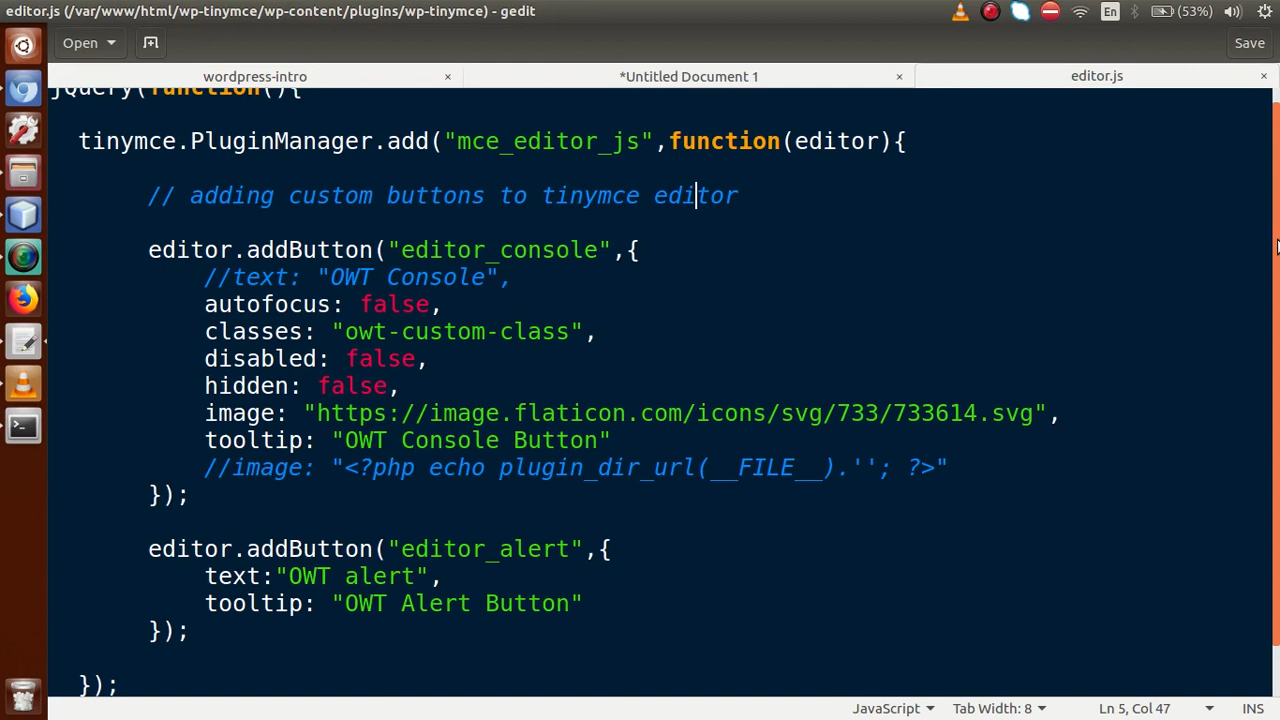 editor.js (/var/www/html/wp-tinymce/wp-content/plugins/wp-tinymce) - gedit
En
(53%)
Open
Save
wordpress-intro ×
*Untitled Document 1 ×
editor.js ×
jQuery(function(){
tinymce.PluginManager.add("mce_editor_js",function(editor){
// adding custom buttons to tinymce editor
editor.addButton("editor_console",{
//text: "OWT Console",
autofocus: false,
classes: "owt-custom-class",
disabled: false,
hidden: false,
image: "https://image.flaticon.com/icons/svg/733/733614.svg",
tooltip: "OWT Console Button"
//image: "<?php echo plugin_dir_url(__FILE__).''; ?>"
});
editor.addButton("editor_alert",{
text:"OWT alert",
tooltip: "OWT Alert Button"
});
});
JavaScript
Tab Width: 8
Ln 5, Col 47
INS